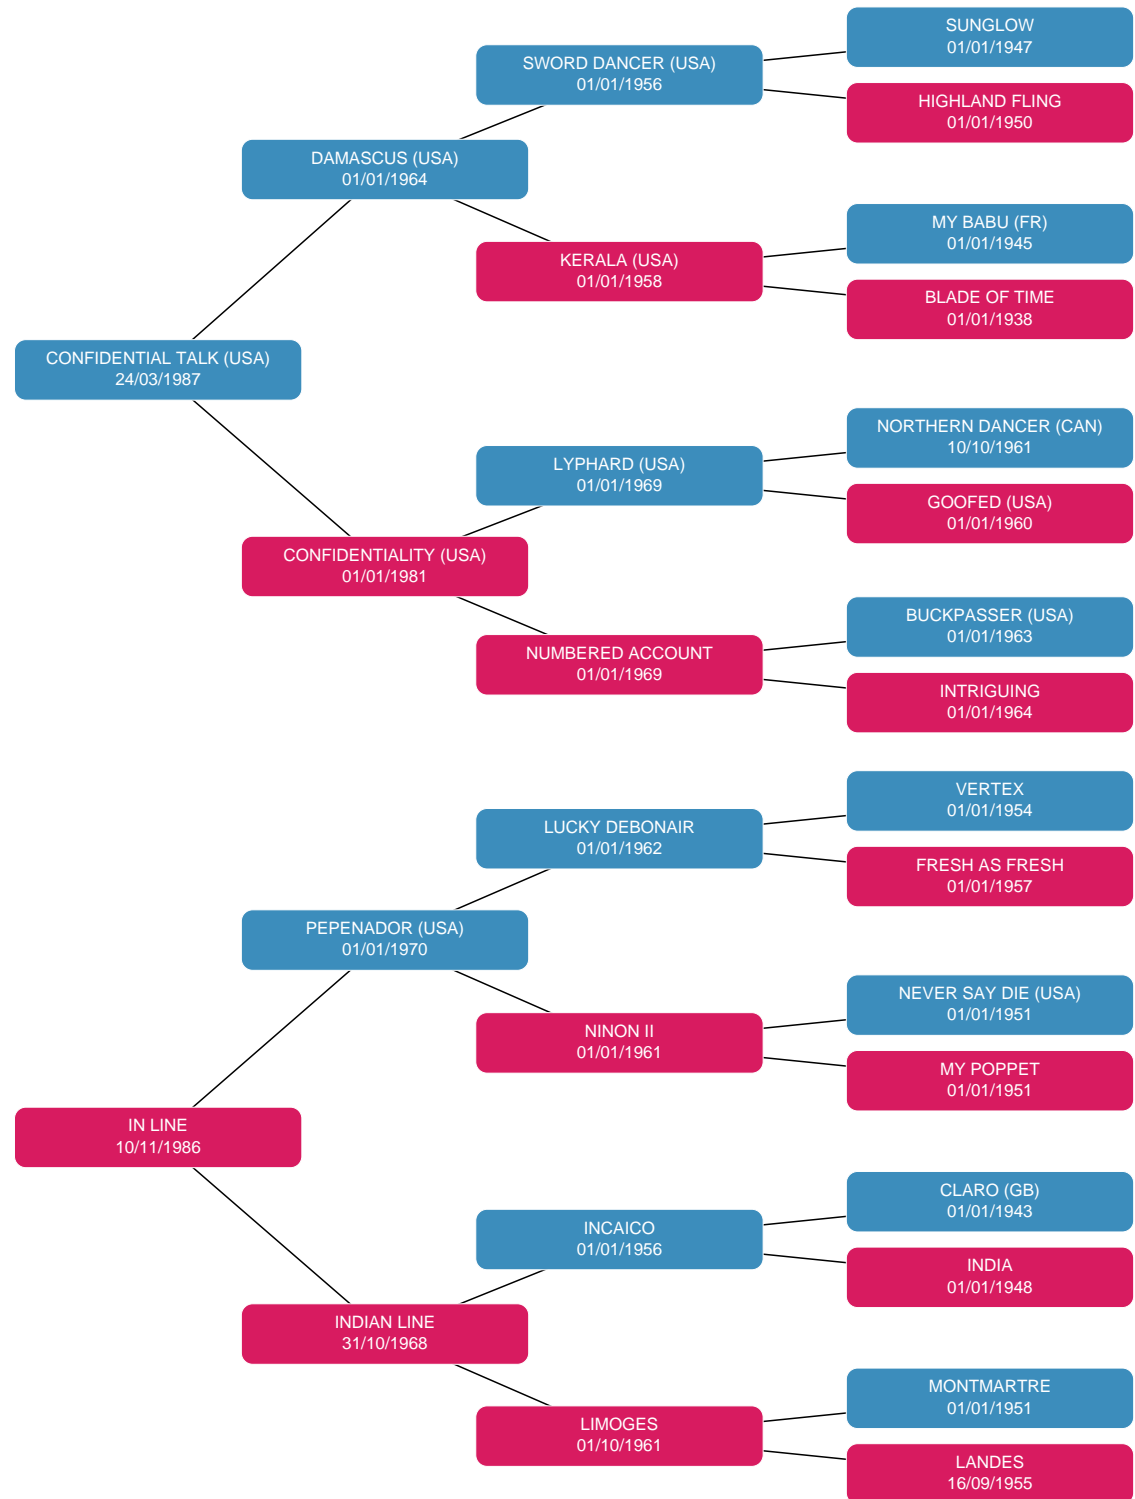 SUNGLOW
01/01/1947
SWORD DANCER (USA)
01/01/1956
HIGHLAND FLING
01/01/1950
DAMASCUS (USA)
01/01/1964
MY BABU (FR)
01/01/1945
KERALA (USA)
01/01/1958
BLADE OF TIME
01/01/1938
CONFIDENTIAL TALK (USA)
24/03/1987
NORTHERN DANCER (CAN)
10/10/1961
LYPHARD (USA)
01/01/1969
GOOFED (USA)
01/01/1960
CONFIDENTIALITY (USA)
01/01/1981
BUCKPASSER (USA)
01/01/1963
NUMBERED ACCOUNT
01/01/1969
INTRIGUING
01/01/1964
VERTEX
01/01/1954
LUCKY DEBONAIR
01/01/1962
FRESH AS FRESH
01/01/1957
PEPENADOR (USA)
01/01/1970
NEVER SAY DIE (USA)
01/01/1951
NINON II
01/01/1961
MY POPPET
01/01/1951
IN LINE
10/11/1986
CLARO (GB)
01/01/1943
INCAICO
01/01/1956
INDIA
01/01/1948
INDIAN LINE
31/10/1968
MONTMARTRE
01/01/1951
LIMOGES
01/10/1961
LANDES
16/09/1955